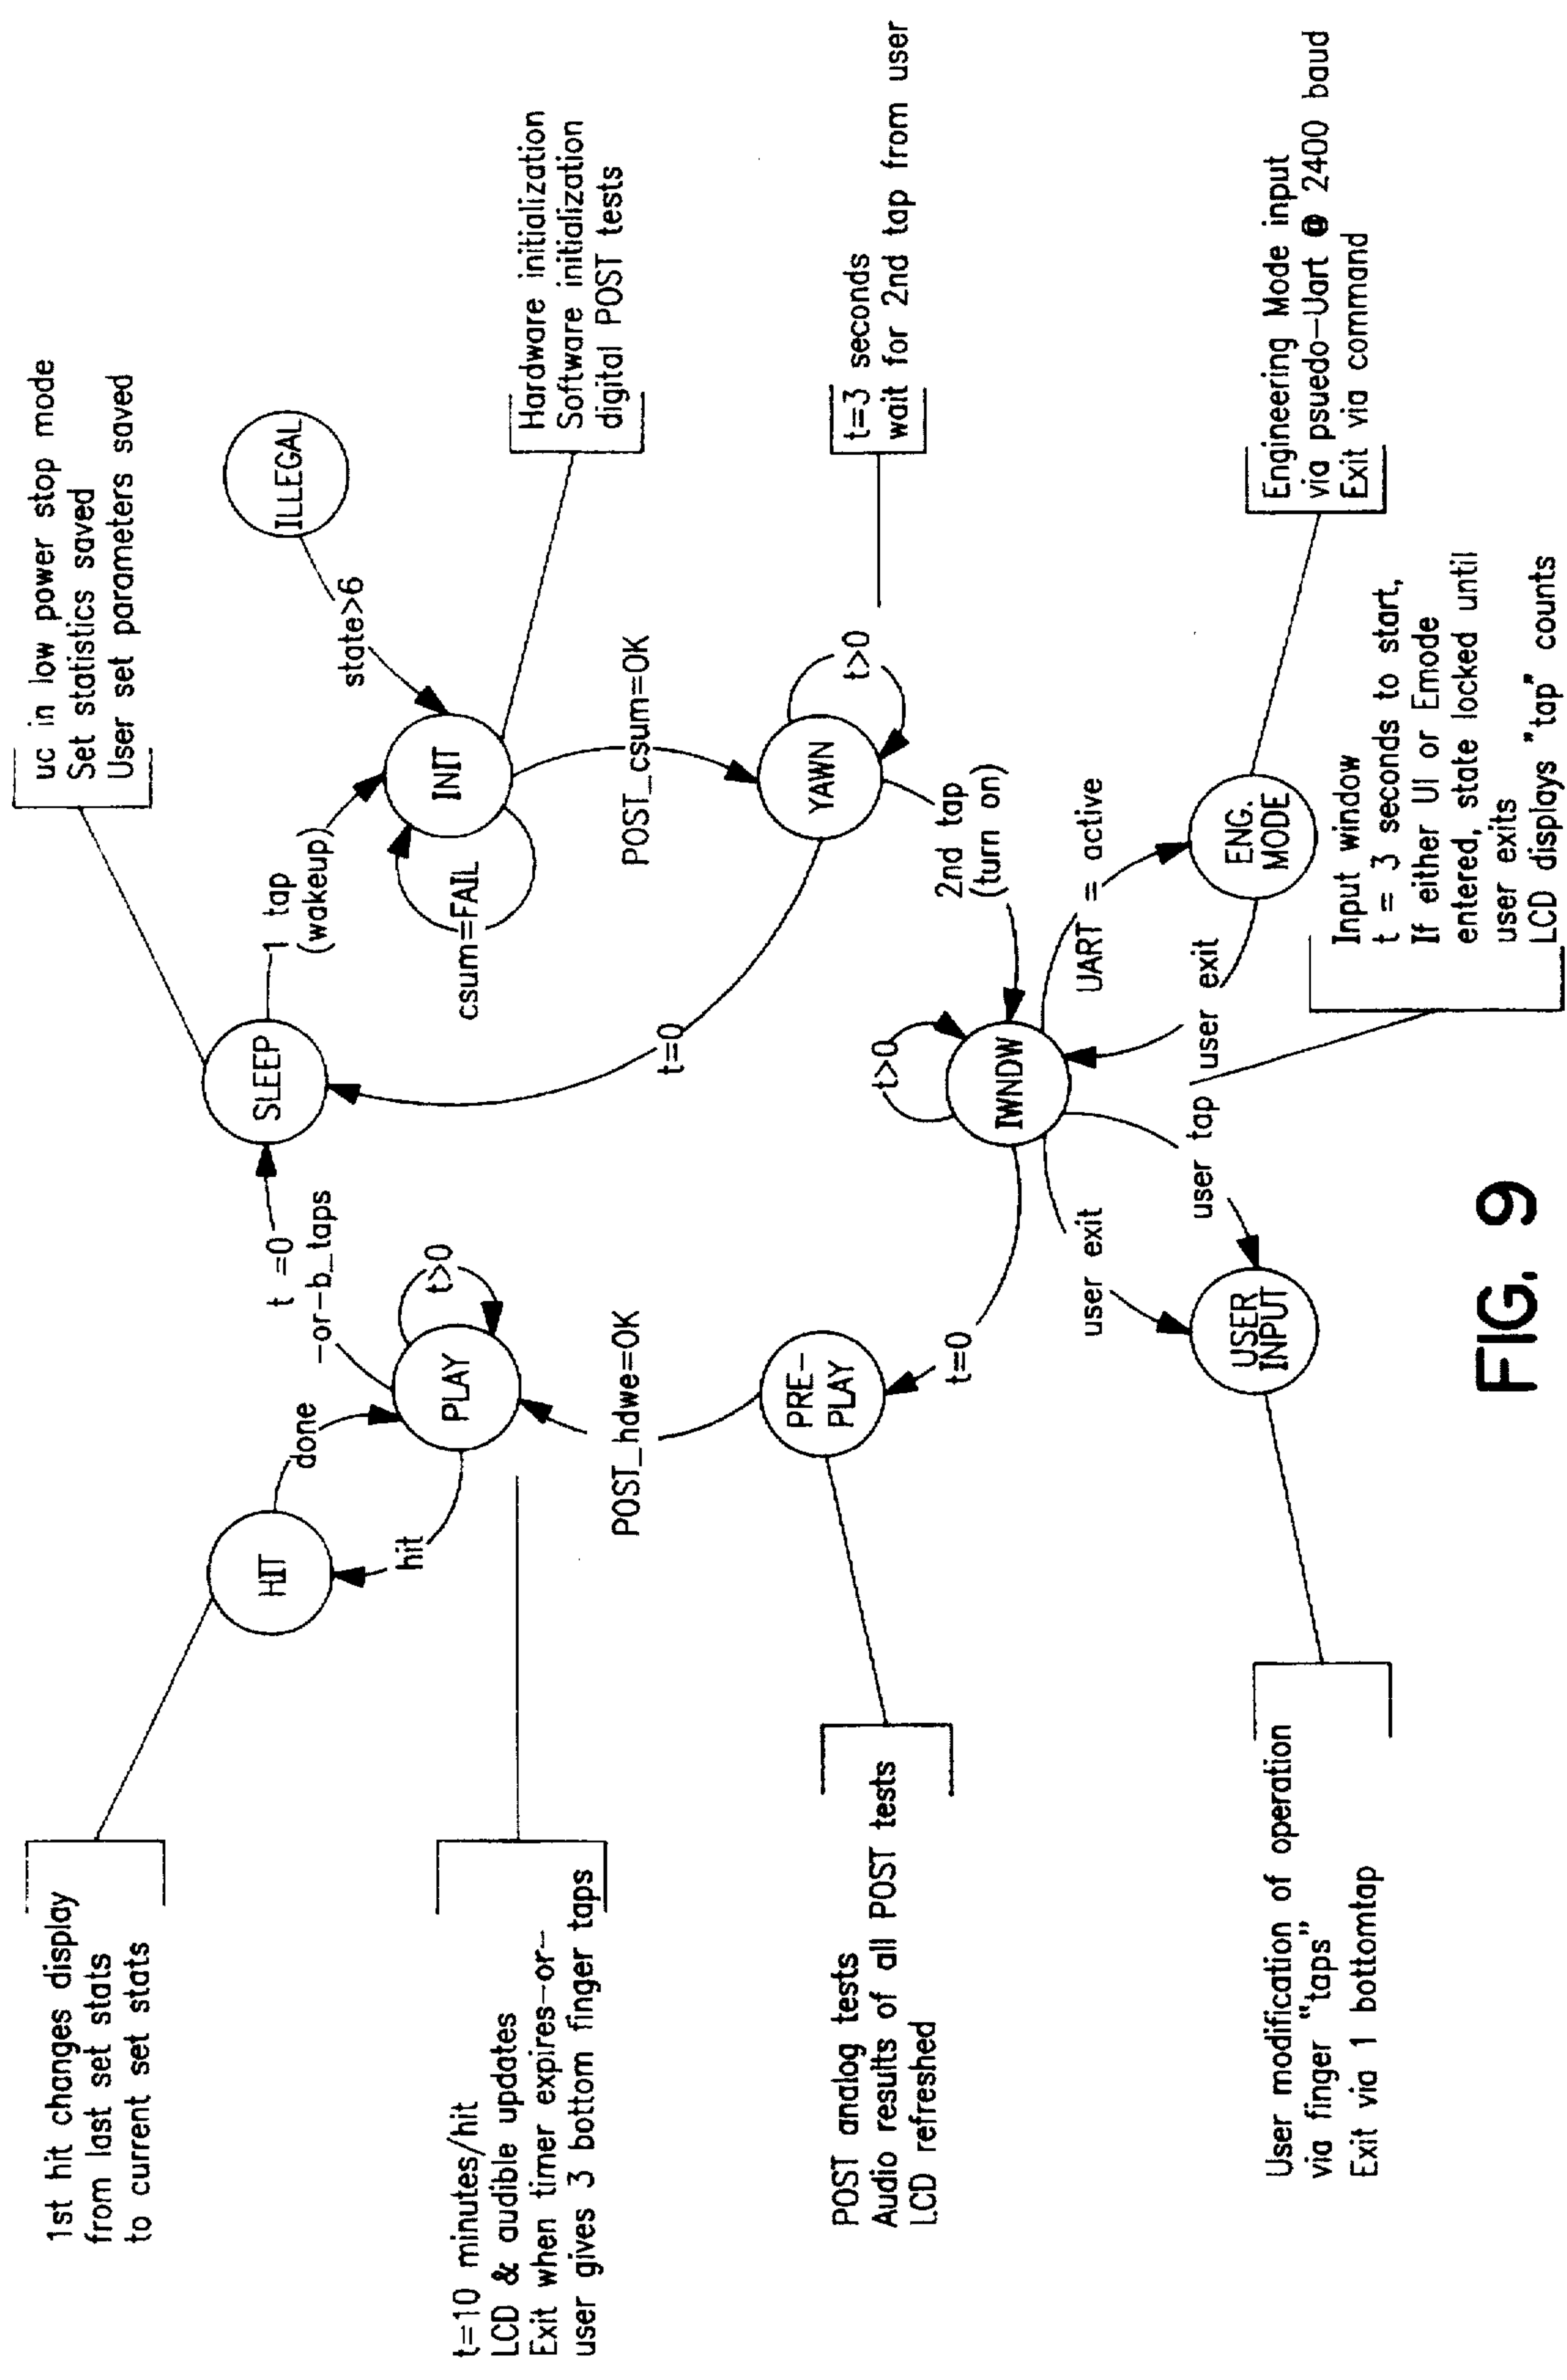 uc in low power stop mode
Set statistics saved
User set parameters saved
1st hit changes display
from last set stats
to current set stats
HIT
done
hit
t =0
-or-b_taps
SLEEP
1 tap
(wakeup)
ILLEGAL
state>6
t=10 minutes/hit
LCD & audible updates
Exit when timer expires-or-
user gives 3 bottom finger taps
PLAY
t>0
csum=FAIL
INIT
Hardware initialization
Software initialization
digital POST tests
POST_hdwe=OK
t=0
POST_csum=OK
POST analog tests
Audio results of all POST tests
LCD refreshed
PRE-
PLAY
YAWN
t>0
t=3 seconds
wait for 2nd tap from user
t=0
t>0
IWNDW
2nd tap
(turn on)
user exit
user tap
user exit
UART = active
User modification of operation
via finger "taps"
Exit via 1 bottomtap
USER
INPUT
ENG.
MODE
Engineering Mode input
via psuedo-Uart @ 2400 baud
Exit via command
Input window
t = 3 seconds to start,
If either UI or Emode
entered, state locked until
user exits
LCD displays "tap" counts
FIG. 9